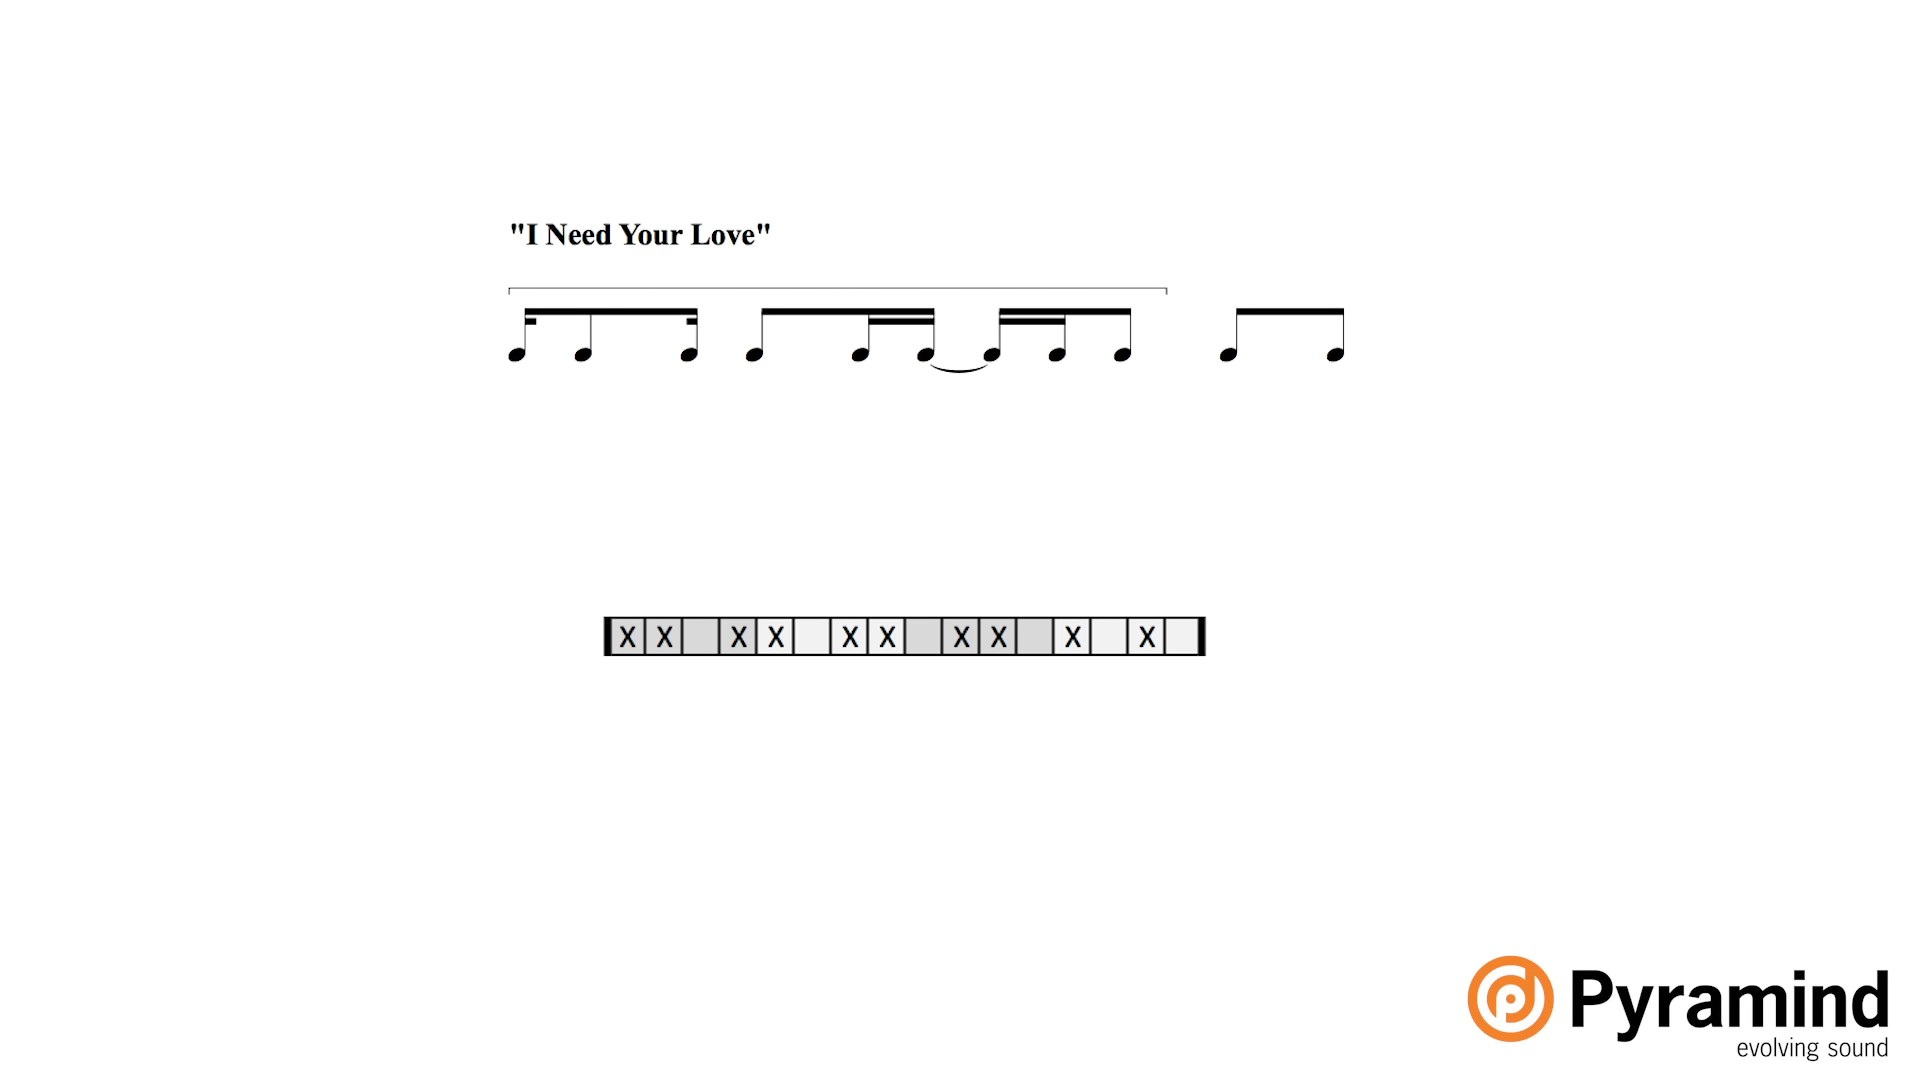 "I Need Your Love"
X X X X X X X X X X X
Pyramind
evolving sound